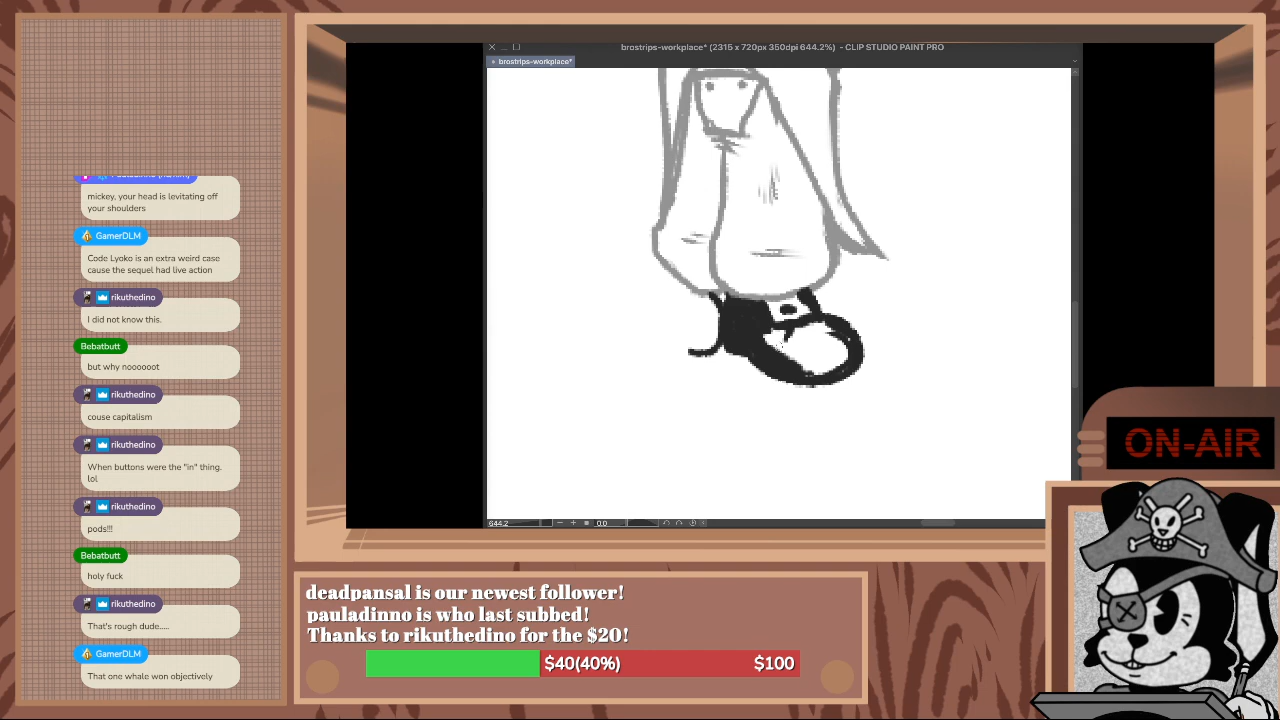 brostrips-workplace* (2315 x 720px 350dpi 644.2%) - CLIP STUDIO PAINT PRO
brostrips-workplace*
mickey, your head is levitating off
your shoulders
GamerDLM
Code Lyoko is an extra weird case
cause the sequel had live action
rikuthedino
I did not know this.
Bebatbutt
but why noooooot
rikuthedino
couse capitalism
rikuthedino
When buttons were the "in" thing.
lol
rikuthedino
pods!!!
Bebatbutt
holy fuck
rikuthedino
That's rough dude.....
GamerDLM
That one whale won objectively
644.2
0.0
ON-AIR
deadpansal is our newest follower!
pauladinno is who last subbed!
Thanks to rikuthedino for the $20!
$40(40%) $100